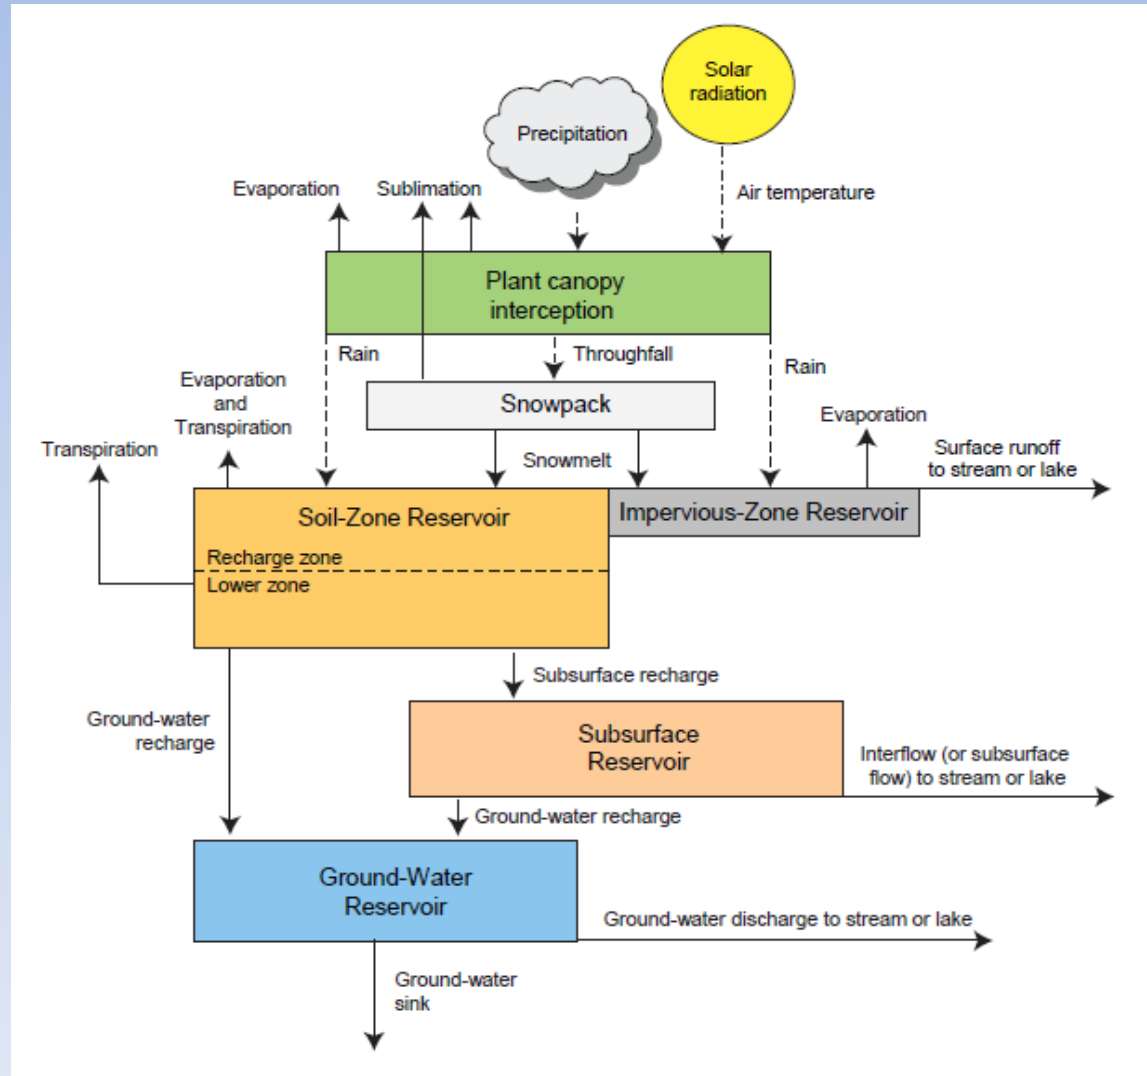 Solar
radiation
Precipitation
Evaporation
Sublimation
Air temperature
Plant canopy
interception
Rain
Throughfall
Rain
Evaporation
and
Transpiration
Snowpack
Evaporation
Transpiration
Snowmelt
Surface runoff
to stream or lake
Soil-Zone Reservoir
Impervious-Zone Reservoir
Recharge zone
Lower zone
Subsurface recharge
Ground-water
recharge
Subsurface
Reservoir
Interflow (or subsurface
flow) to stream or lake
Ground-water recharge
Ground-Water
Reservoir
Ground-water discharge to stream or lake
Ground-water
sink